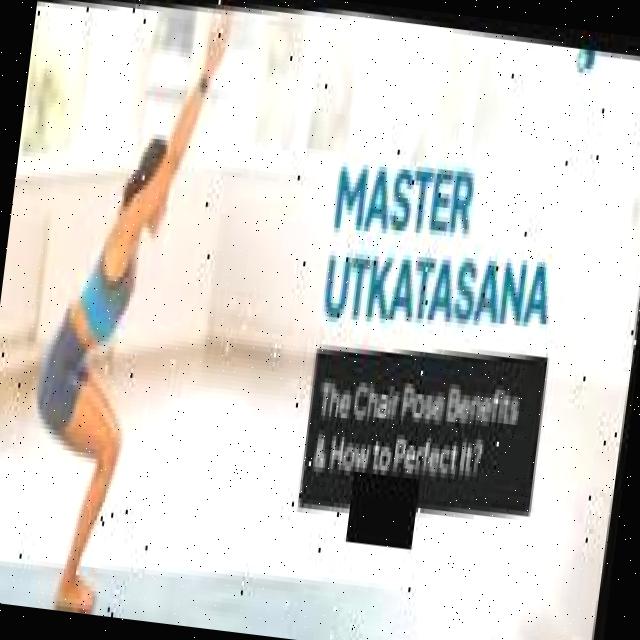 MASTER
UTKATASANA
The Chair Pose Benefits
& How to Perfect It?